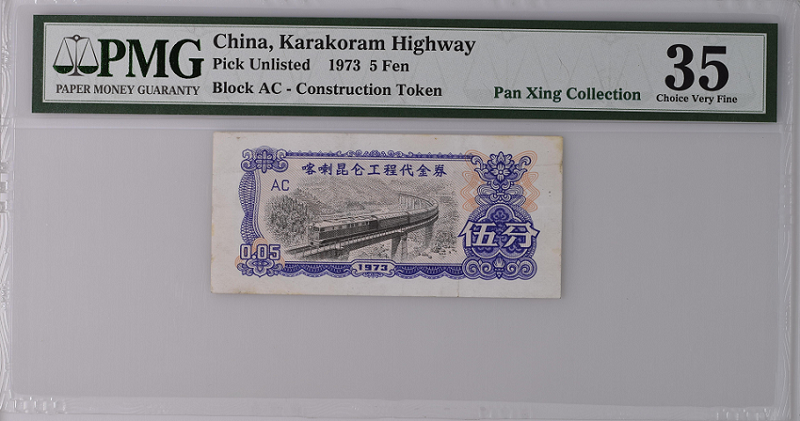 PMG
PAPER MONEY GUARANTY
China, Karakoram Highway
Pick Unlisted 1973 5 Fen
Block AC - Construction Token
Pan Xing Collection
35
Choice Very Fine
喀喇昆仑工程代金券
AC
0.05
伍分
1973